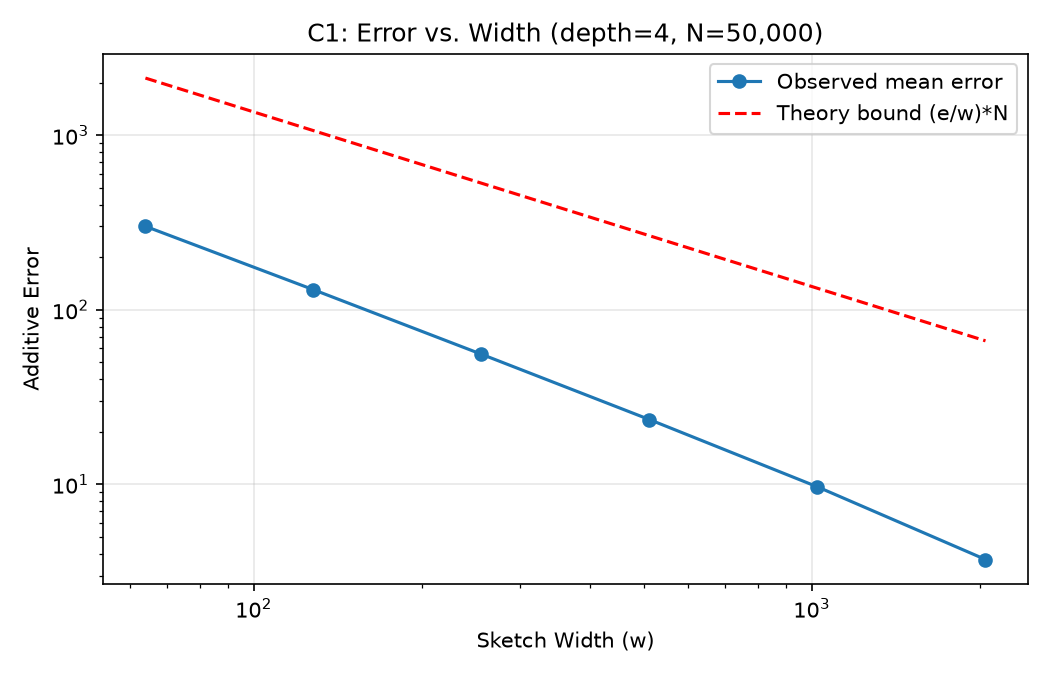 C1: Error vs. Width (depth=4, N=50,000)
Observed mean error
Theory bound (e/w)*N
10³
10²
10¹
Additive Error
10² 10³
Sketch Width (w)